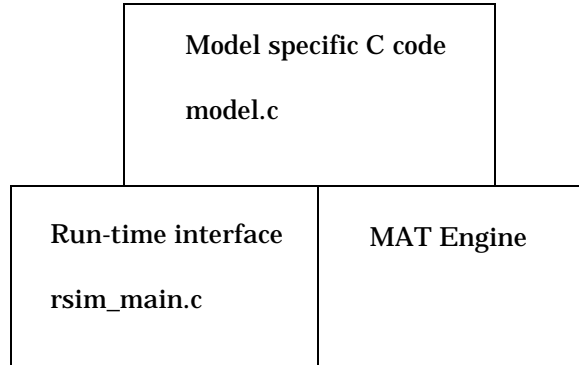 Model specific C code
model.c
Run-time interface
rsim_main.c
MAT Engine